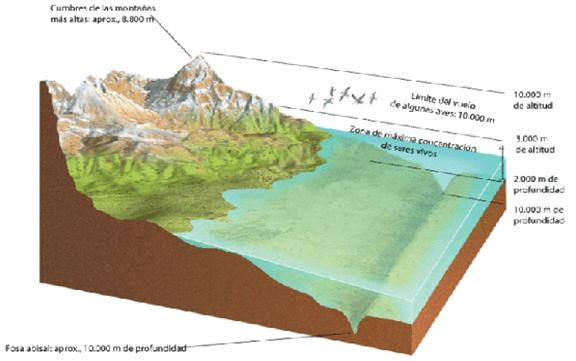 Cumbres de las montañas
más altas: aprox., 8.800 m
Límite del vuelo
de algunas aves: 10.000 m
10.000 m
de altitud
Zona de máxima concentración
de seres vivos
3.000 m
de altitud
2.000 m de
profundidad
10.000 m de
profundidad
Fosa abisal: aprox., 10.000 m de profundidad